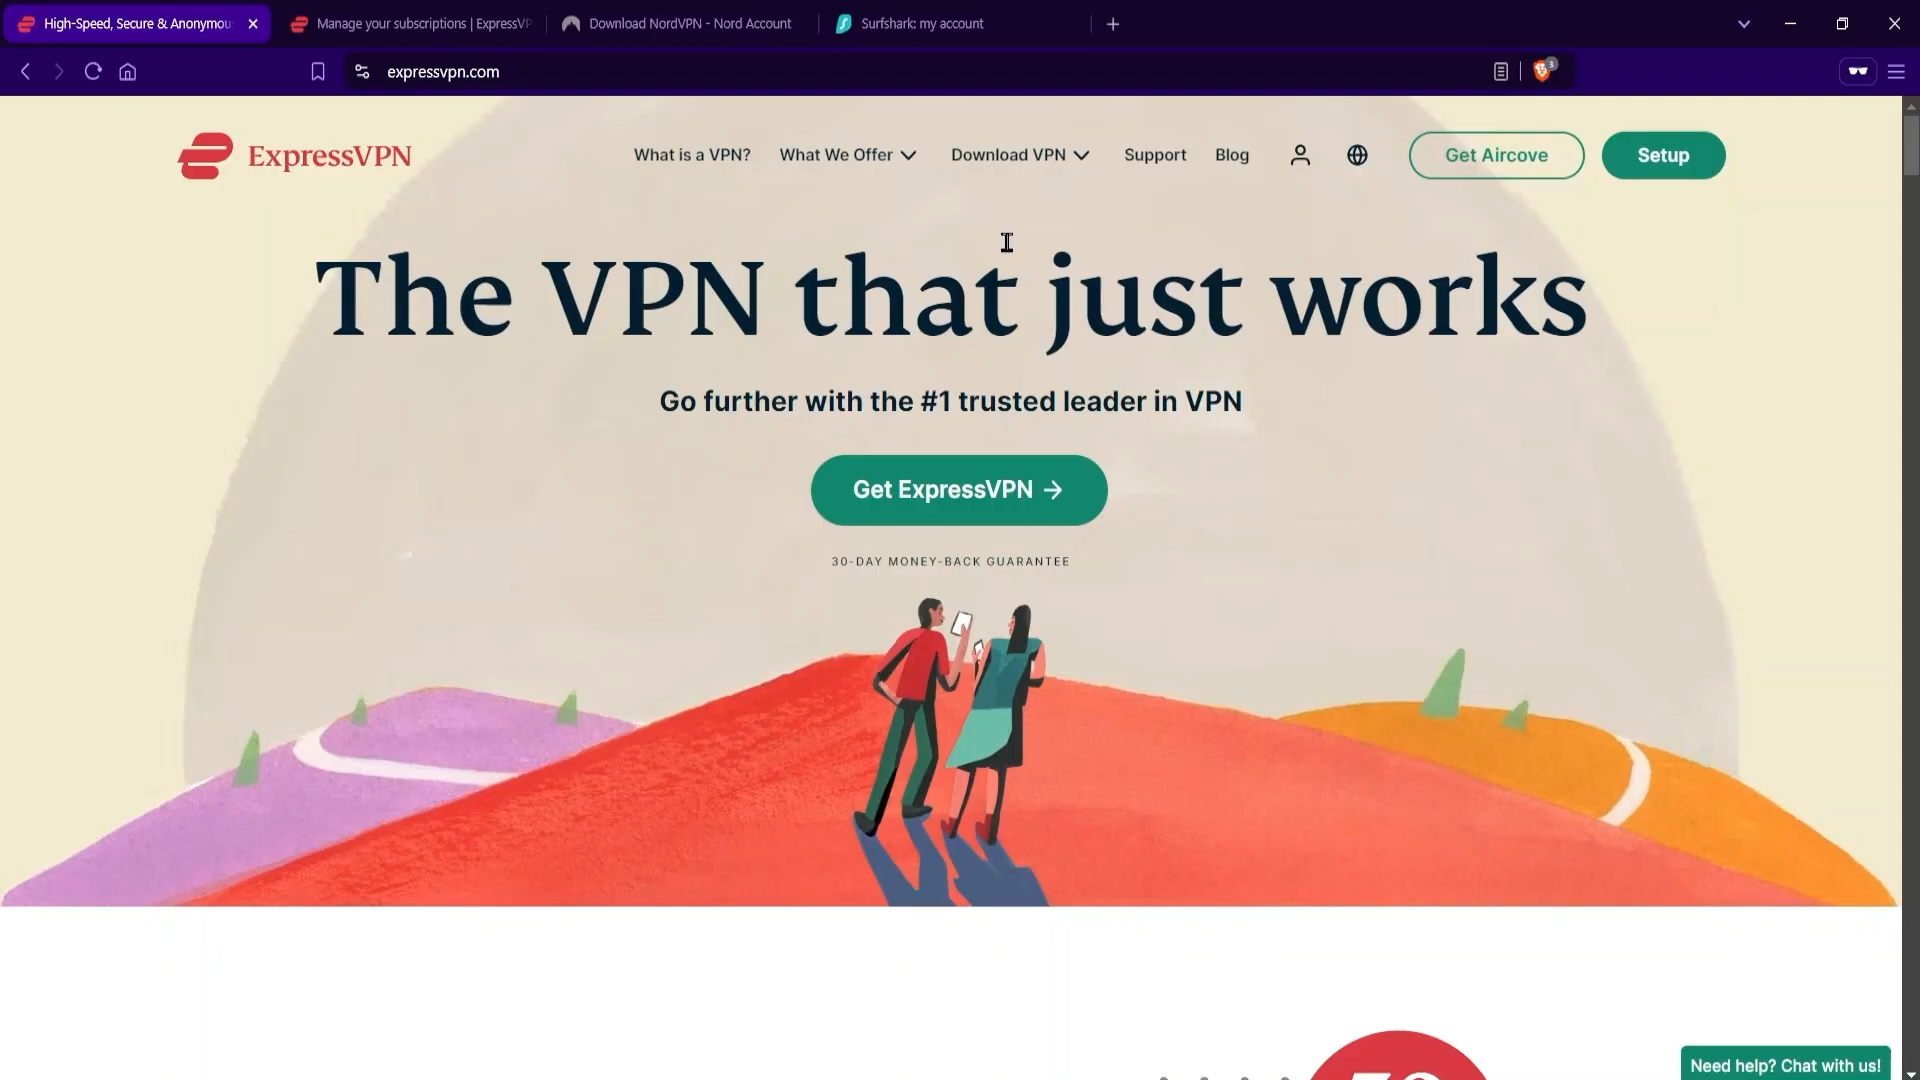 High-Speed, Secure & Anonymou
Manage your subscriptions | ExpressVP
Download NordVPN - Nord Account
Surfshark: my account
expressvpn.com
3
ExpressVPN
What is a VPN?
What We Offer
Download VPN
Support
Blog
Get Aircove
Setup
The VPN that just works
Go further with the #1 trusted leader in VPN
Get ExpressVPN →
30-DAY MONEY-BACK GUARANTEE
Need help? Chat with us!